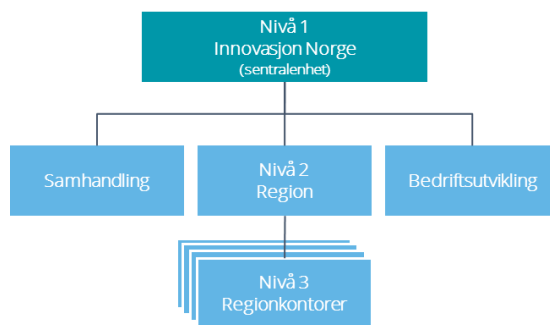 Nivå 1
Innovasjon Norge
(sentralenhet)
Samhandling
Nivå 2
Region
Bedriftsutvikling
Nivå 3
Regionkontorer